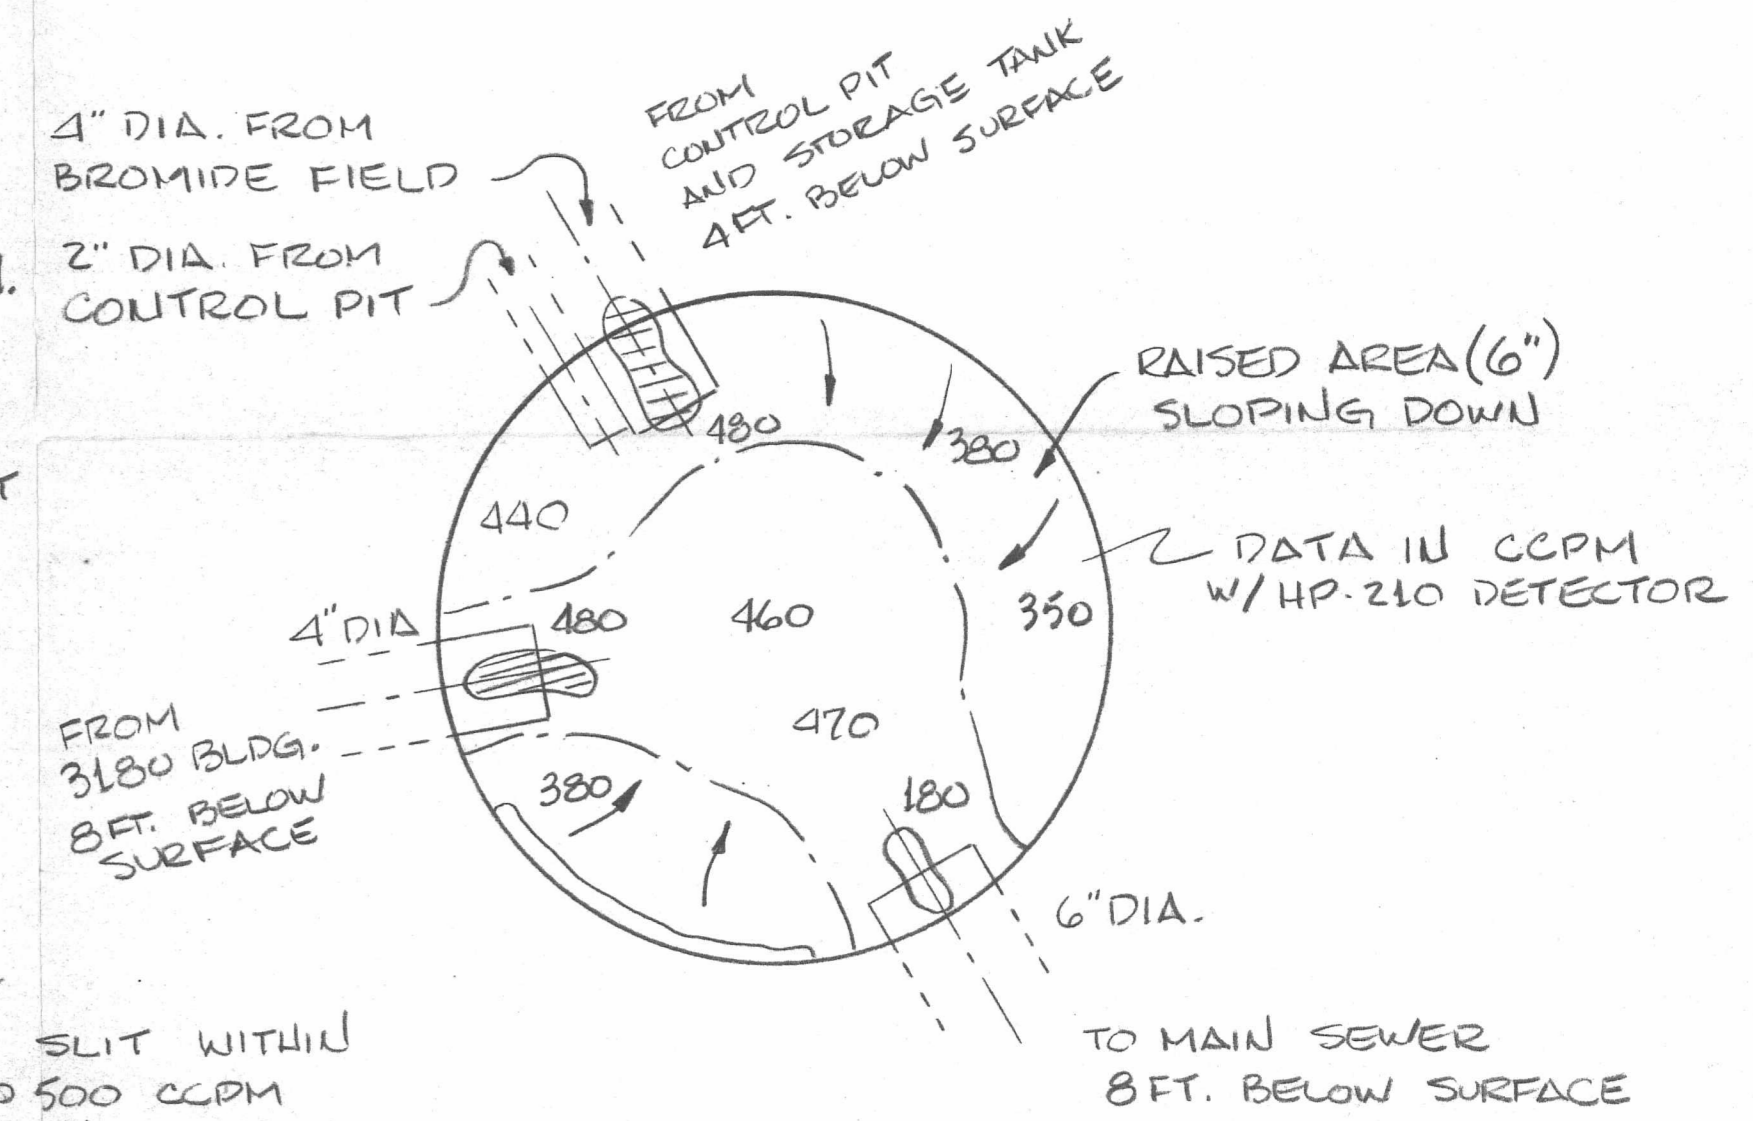 4" DIA. FROM
BROMIDE FIELD
2" DIA. FROM
CONTROL PIT
FROM
CONTROL PIT
AND STORAGE TANK
4 FT. BELOW SURFACE
RAISED AREA (6")
SLOPING DOWN
480
380
440
DATA IN CCPM
W/ HP-210 DETECTOR
4" DIA
480
460
350
FROM
3180 BLDG.
8 FT. BELOW
SURFACE
470
380
180
6" DIA.
SLIT WITHIN
500 CCPM
TO MAIN SEWER
8 FT. BELOW SURFACE